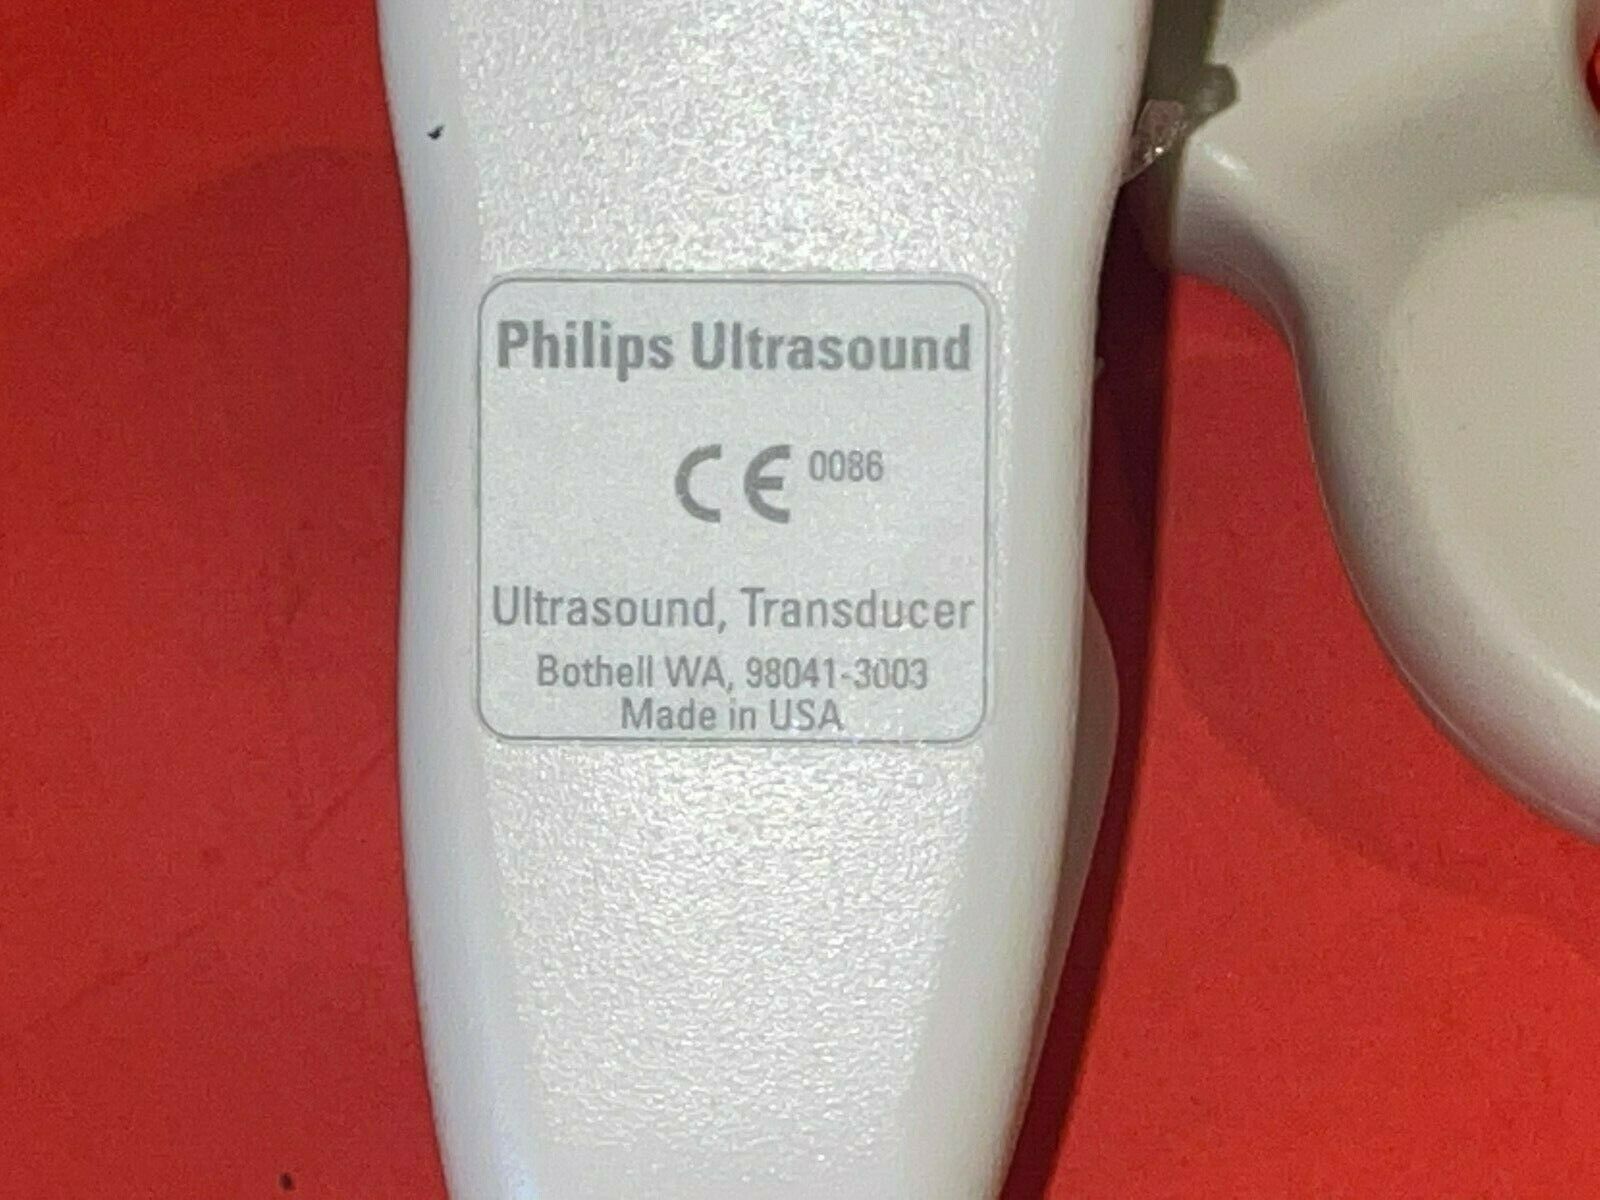 Philips Ultrasound
CE 0086
Ultrasound, Transducer
Bothell WA, 98041-3003
Made in USA